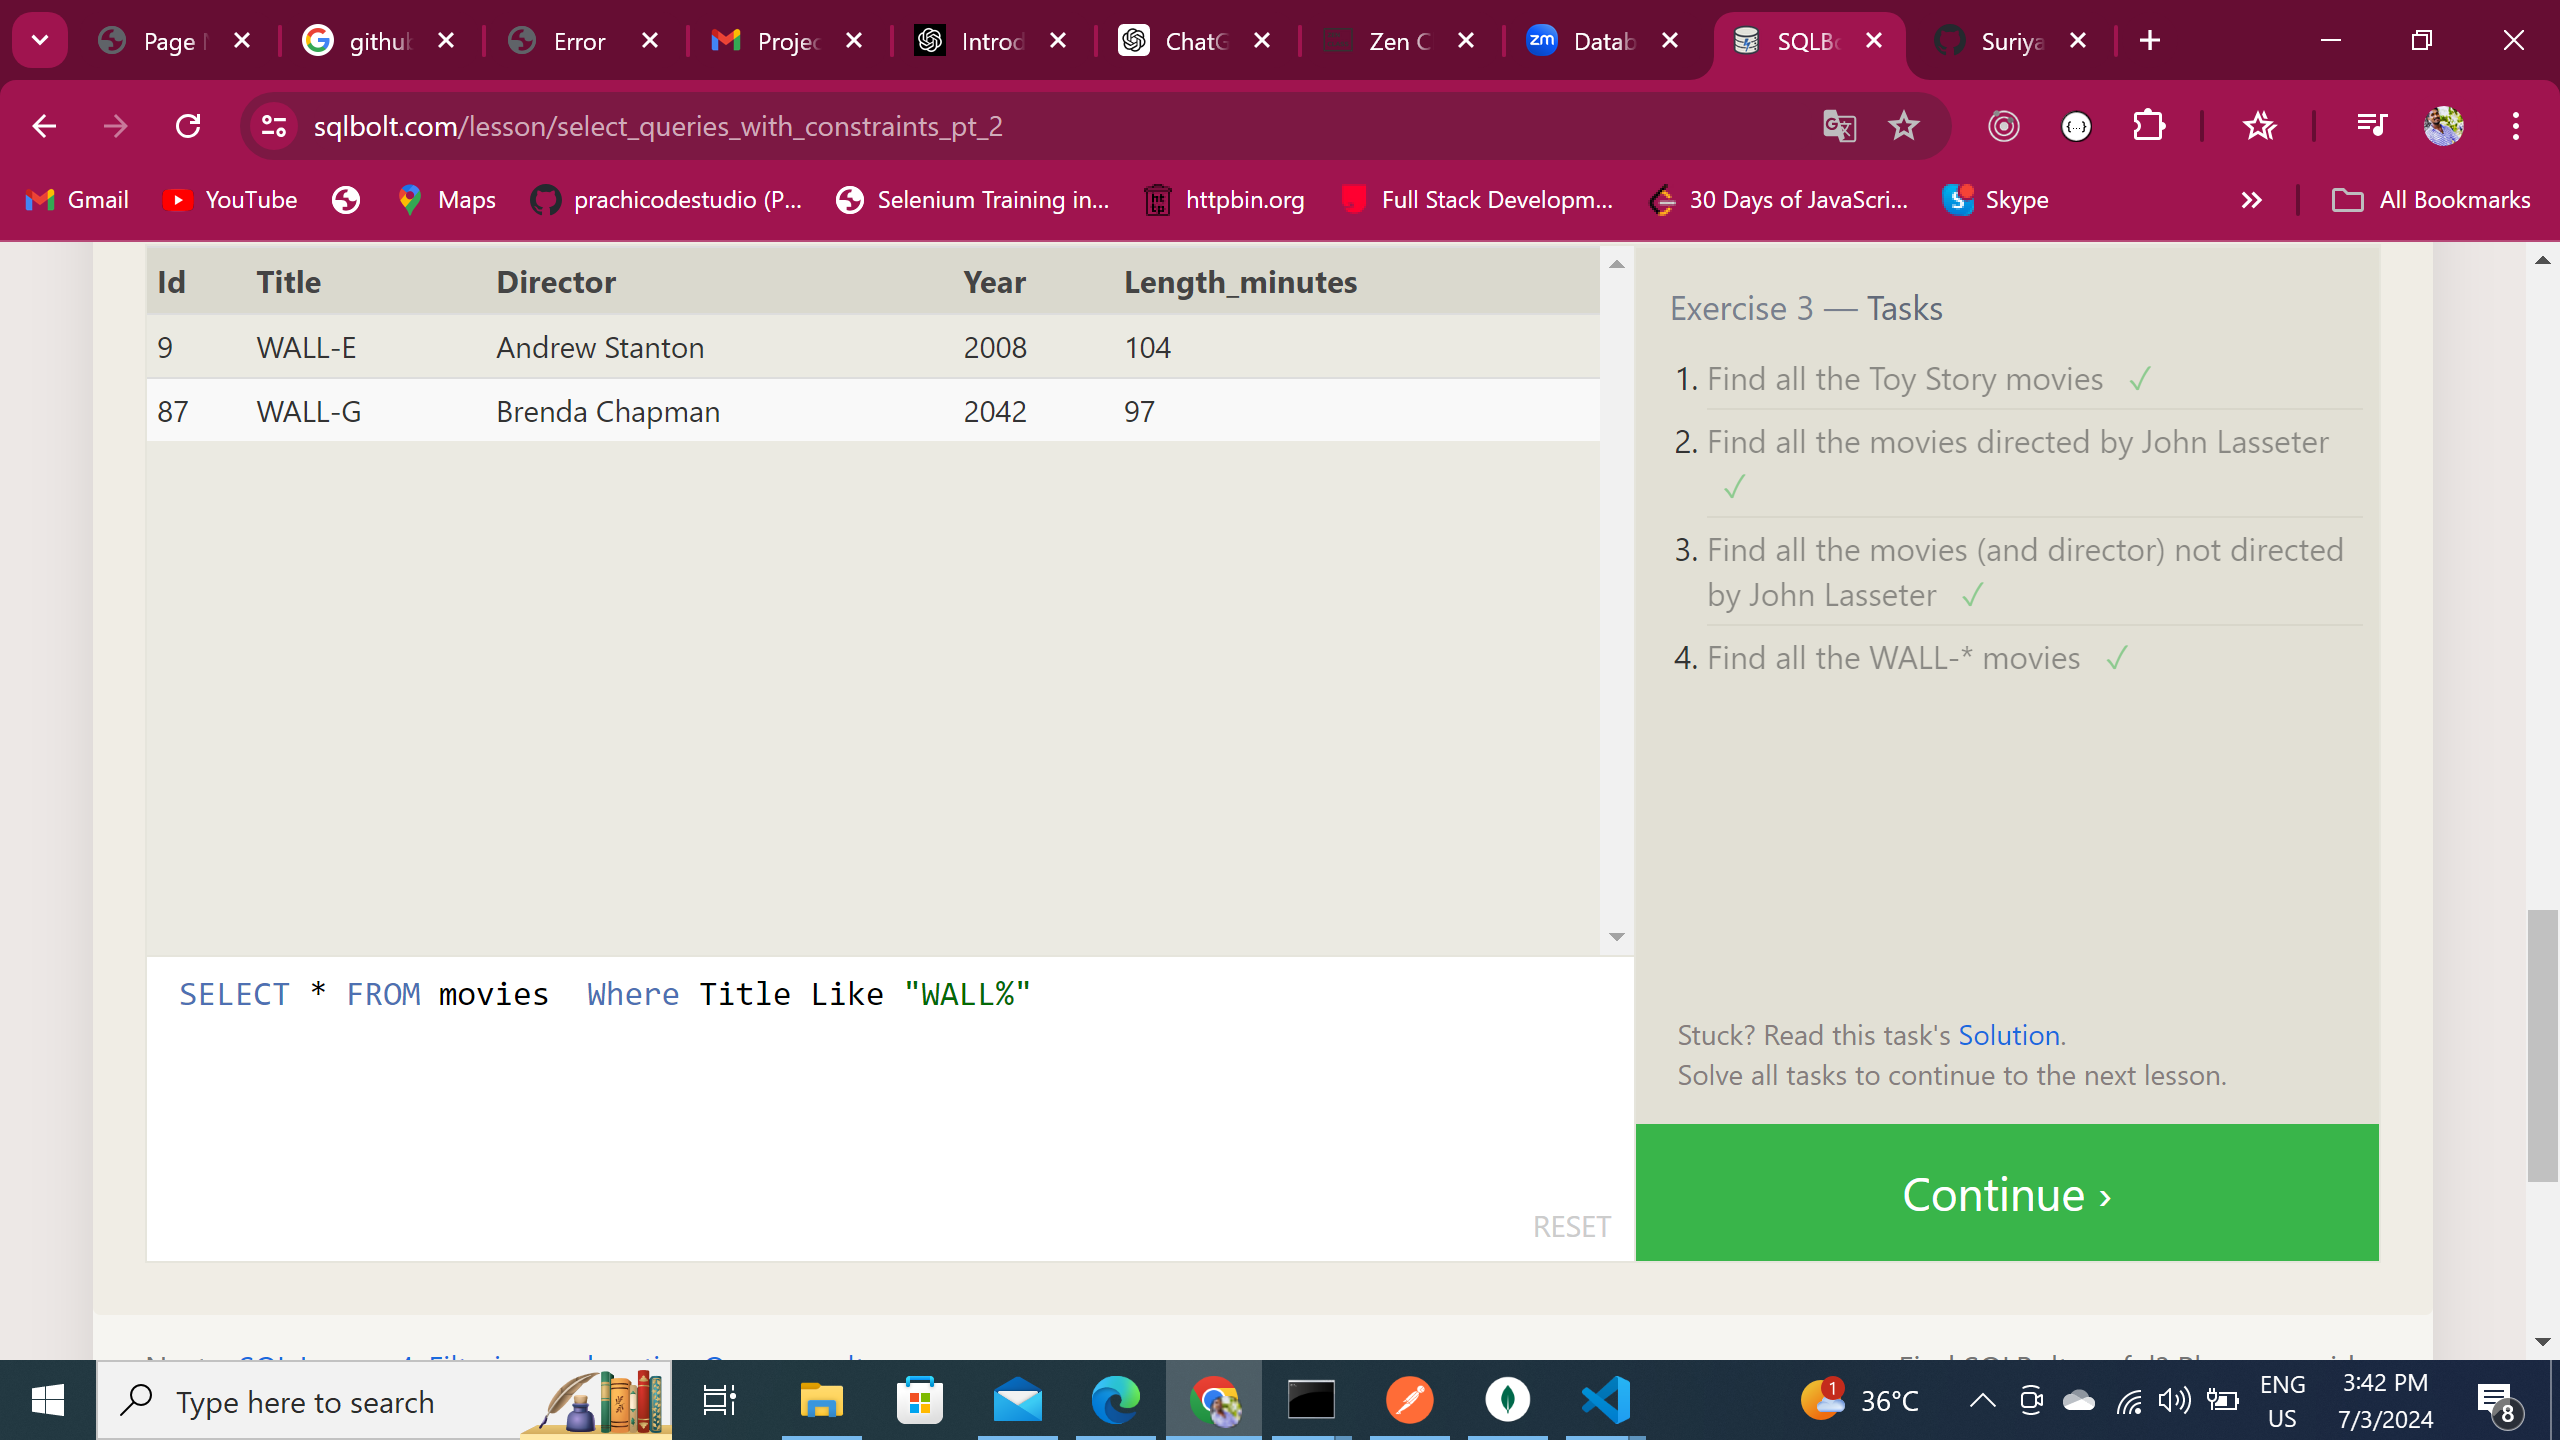 Page
githu
Error
Projec
Introd
ChatG
Zen C
zm Datab
SQLB
Suriya
sqlbolt.com/lesson/select_queries_with_constraints_pt_2
Gmail YouTube Maps prachicodestudio (P... Selenium Training in... httpbin.org Full Stack Developm... 30 Days of JavaScri... Skype All Bookmarks
Id Title Director Year Length_minutes
9 WALL-E Andrew Stanton 2008 104
87 WALL-G Brenda Chapman 2042 97
Exercise 3 — Tasks
1. Find all the Toy Story movies ✓
2. Find all the movies directed by John Lasseter
✓
3. Find all the movies (and director) not directed
by John Lasseter ✓
4. Find all the WALL-* movies ✓
SELECT * FROM movies  Where Title Like "WALL%"
RESET
Stuck? Read this task's Solution.
Solve all tasks to continue to the next lesson.
Continue ›
Type here to search
1 36°C
ENG
US
3:42 PM
7/3/2024
8